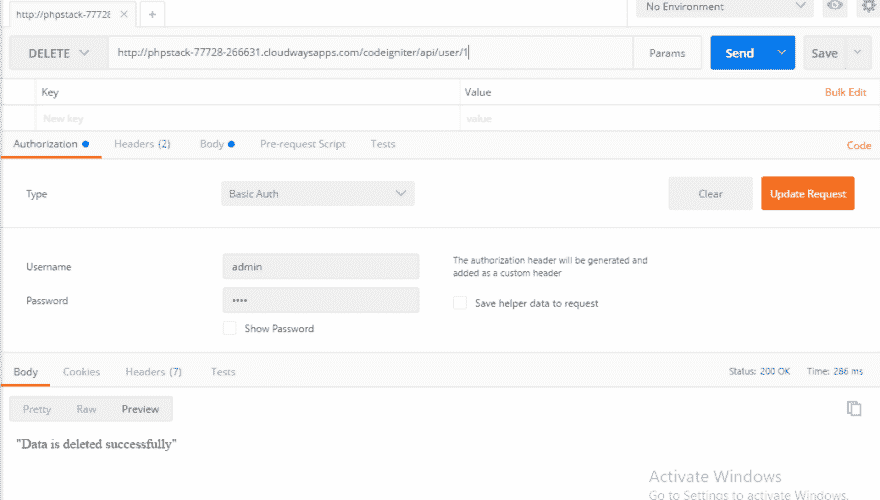 http://phpstack-77728
No Environment
DELETE
http://phpstack-77728-266631.cloudwaysapps.com/codeigniter/api/user/1
Params
Send
Save
Key
Value
Bulk Edit
New key
value
Authorization
Headers (2)
Body
Pre-request Script
Tests
Code
Type
Basic Auth
Clear
Update Request
Username
admin
The authorization header will be generated and
added as a custom header
Password
••••
Save helper data to request
Show Password
Body
Cookies
Headers (7)
Tests
Status: 200 OK
Time: 286 ms
Pretty
Raw
Preview
"Data is deleted successfully"
Activate Windows
Go to Settings to activate Windows.